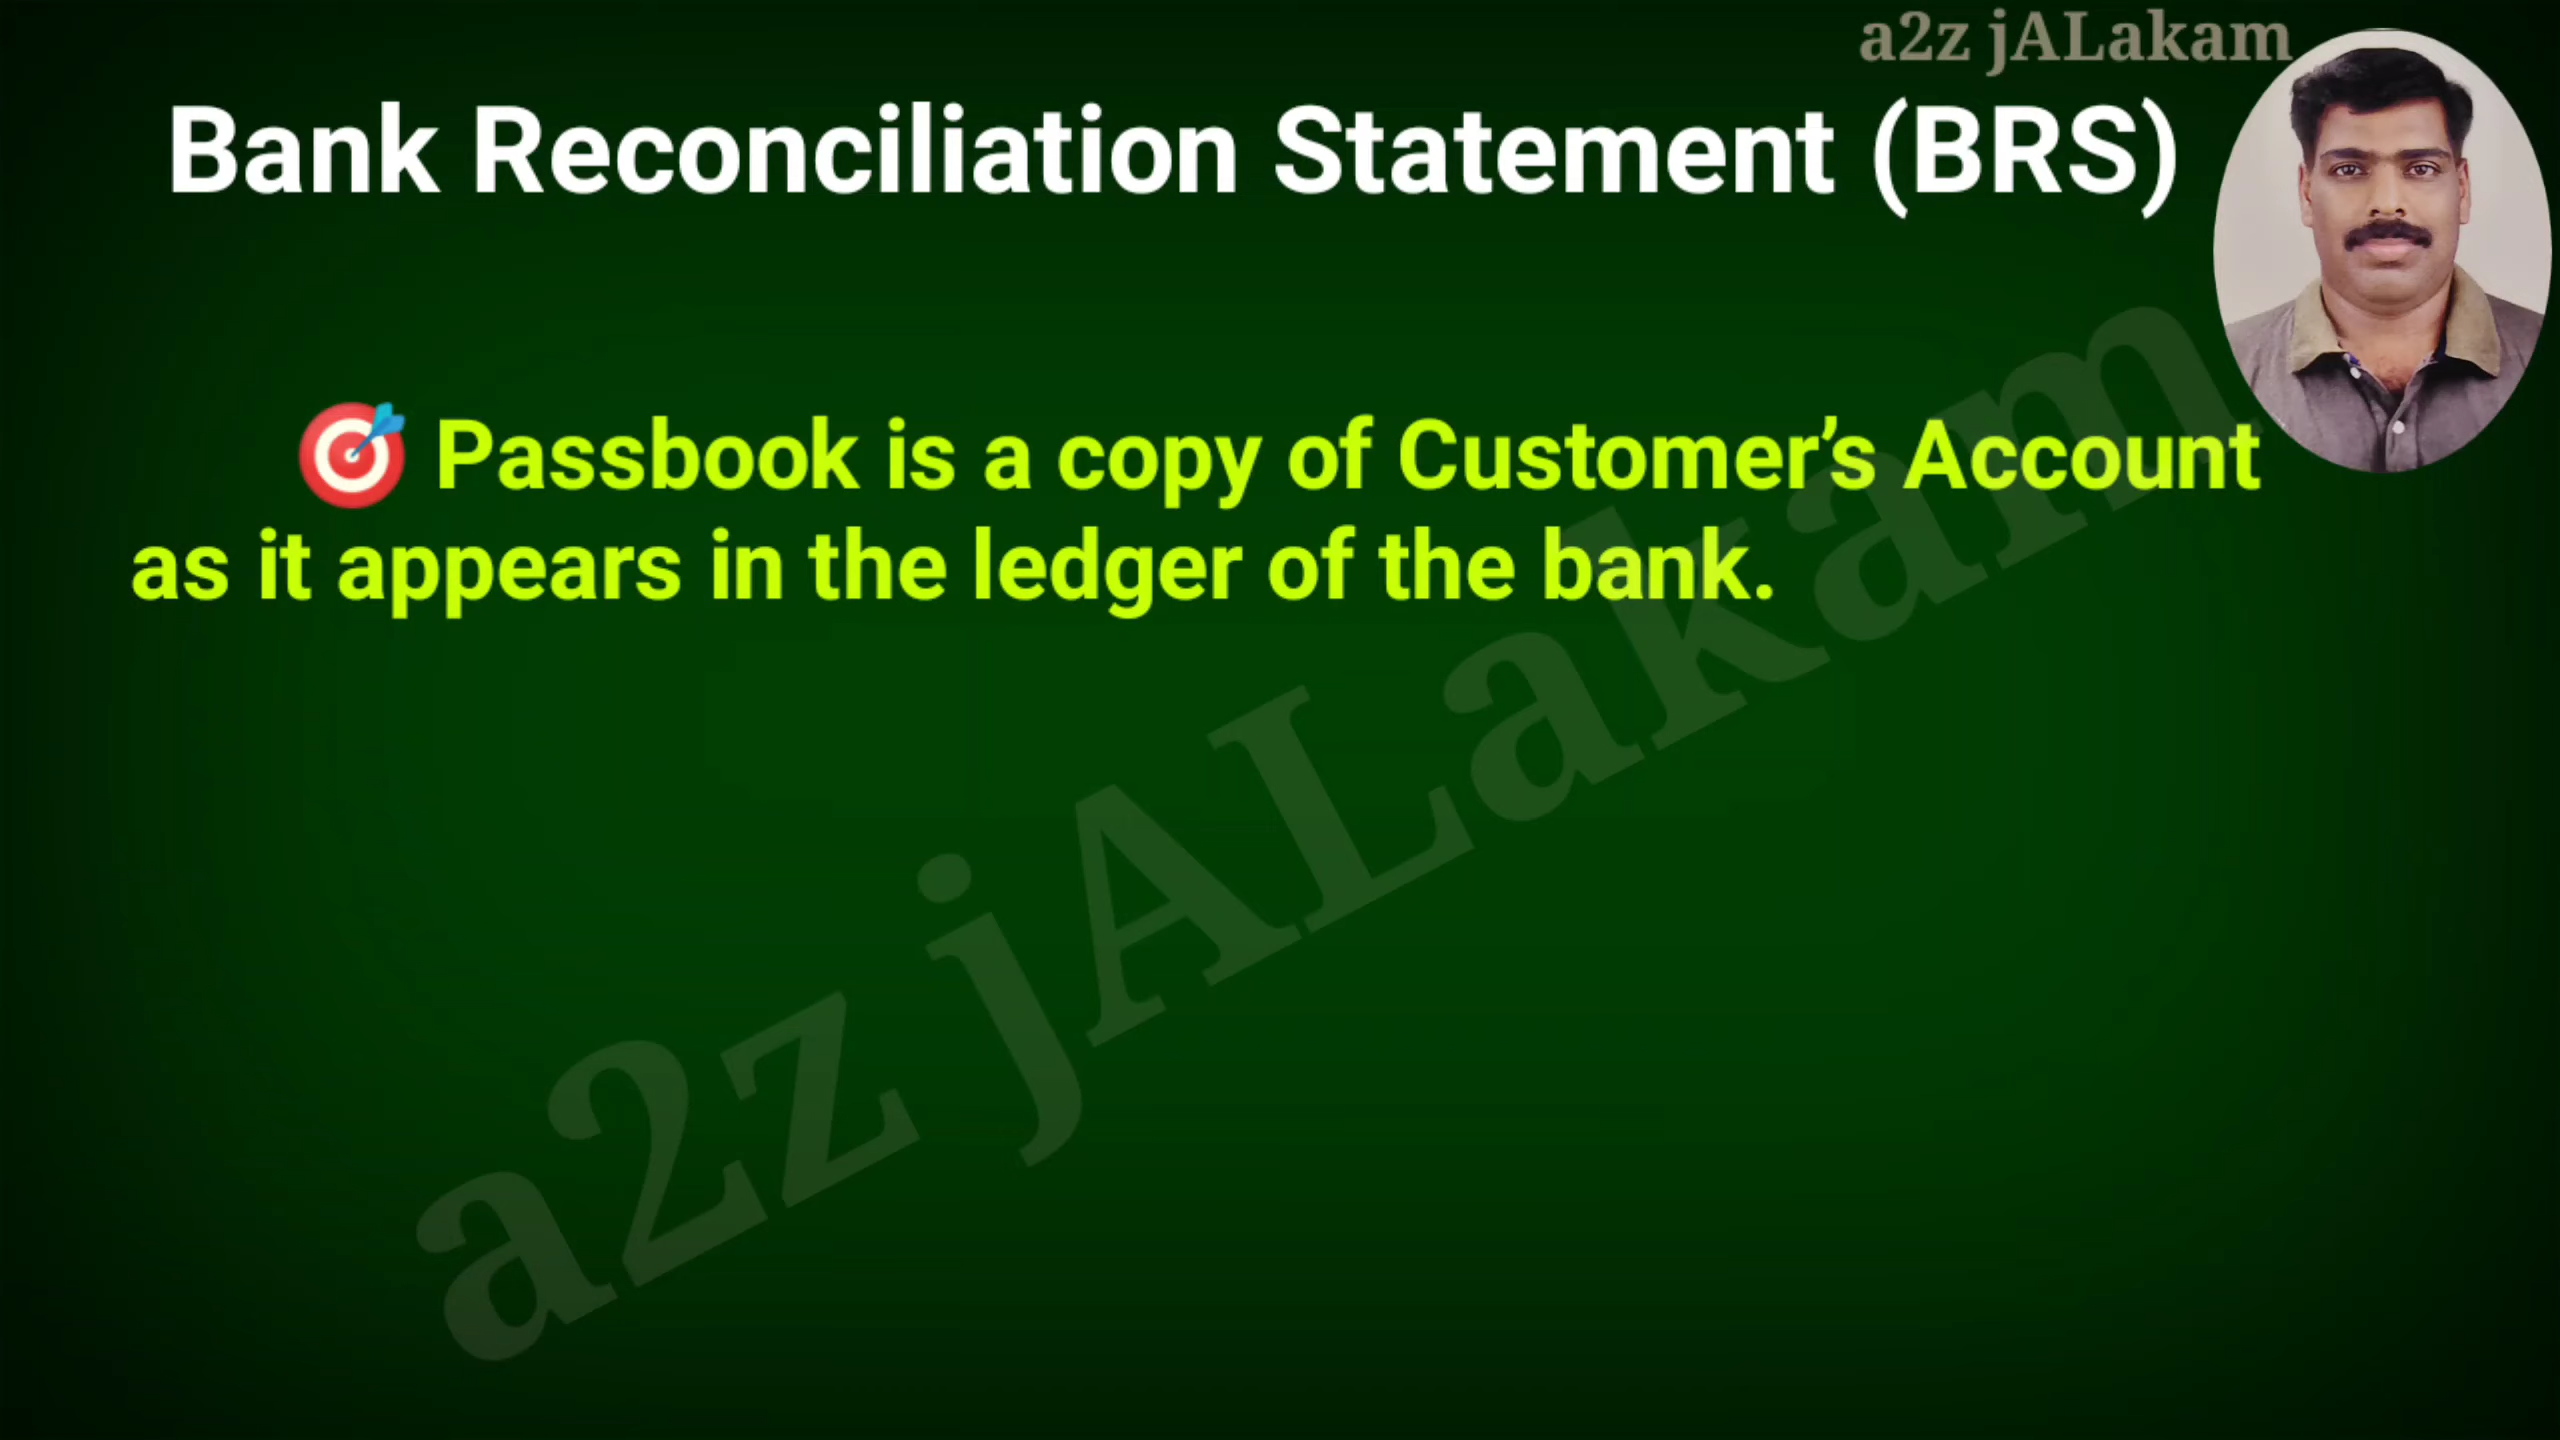 a2z jALakam
Bank Reconciliation Statement (BRS)
🎯 Passbook is a copy of Customer’s Account
as it appears in the ledger of the bank.
a2z jALakam